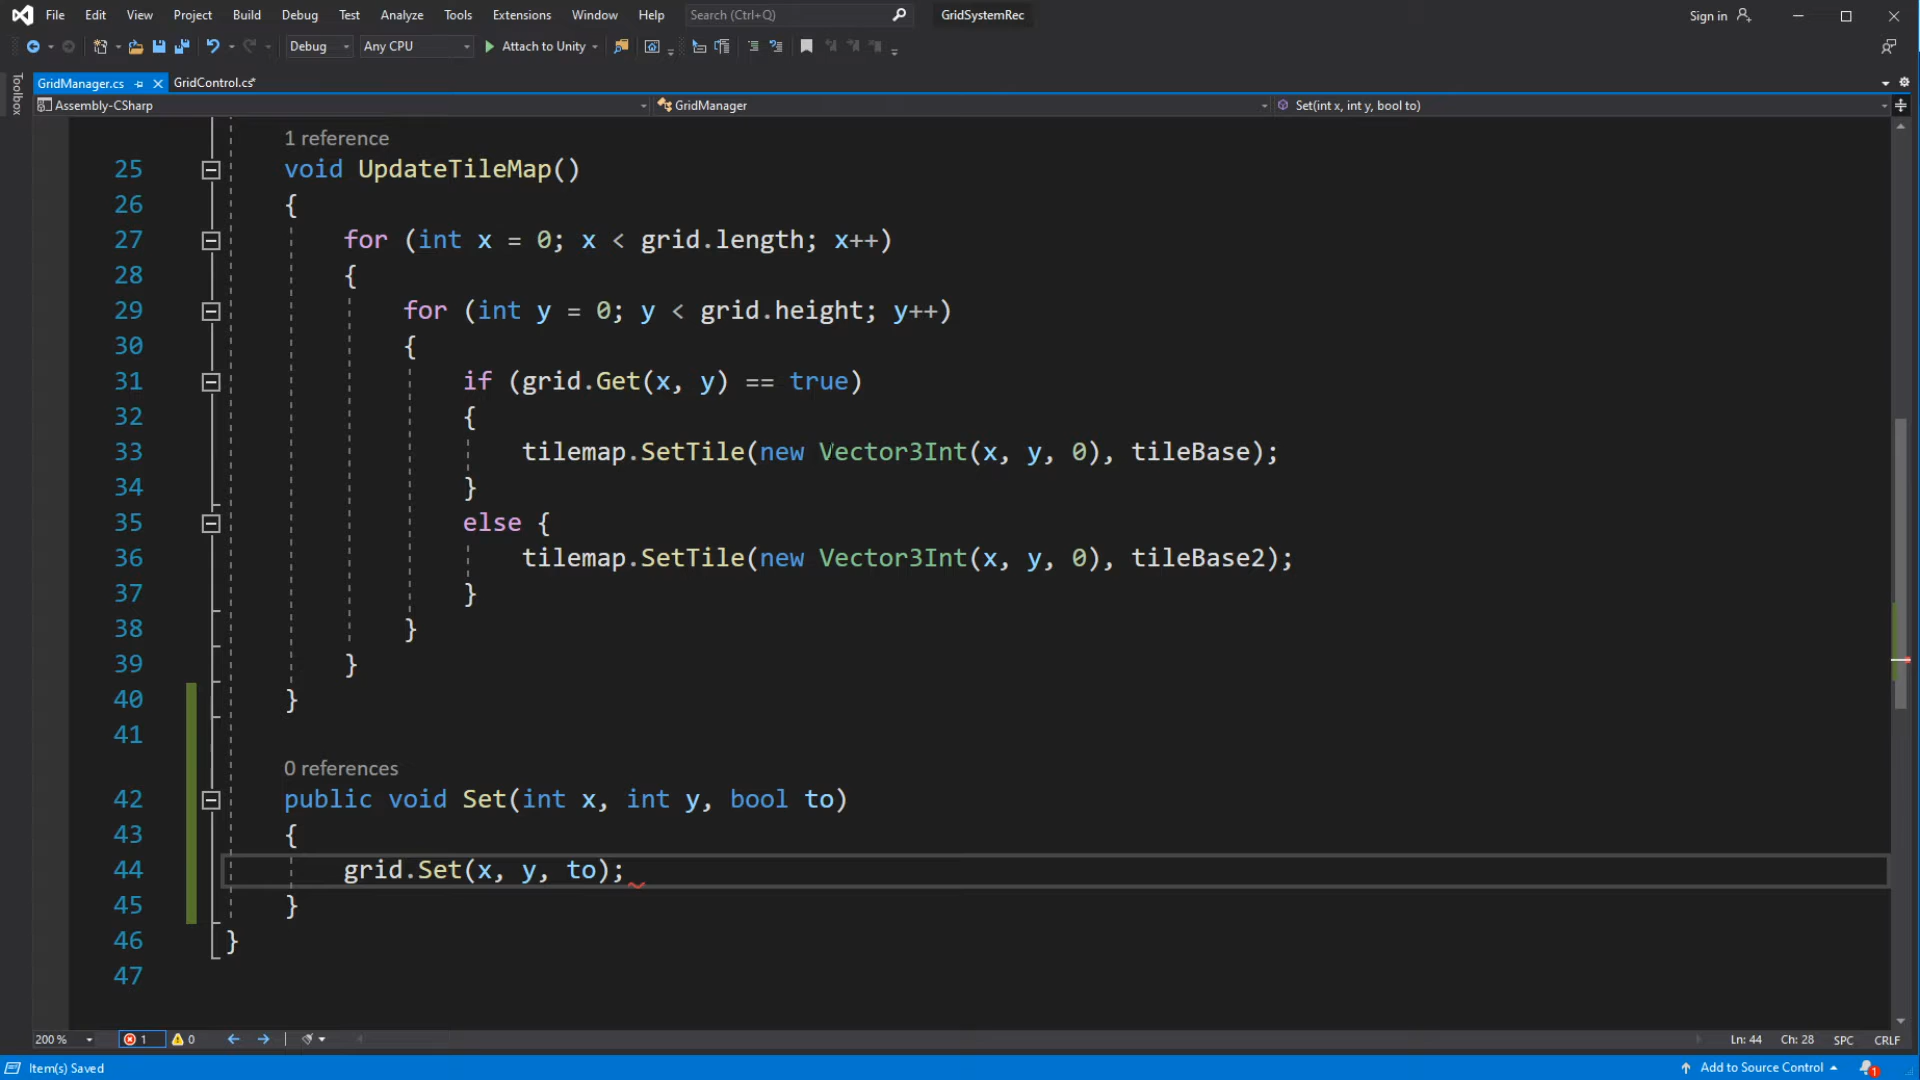 File Edit View Project Build Debug Test Analyze Tools Extensions Window Help Search (Ctrl+Q) GridSystemRec Sign in
Debug Any CPU Attach to Unity
Toolbox
GridManager.cs GridControl.cs*
Assembly-CSharp GridManager Set(int x, int y, bool to)
1 reference
25 void UpdateTileMap()
26 {
27 for (int x = 0; x < grid.length; x++)
28 {
29 for (int y = 0; y < grid.height; y++)
30 {
31 if (grid.Get(x, y) == true)
32 {
33 tilemap.SetTile(new Vector3Int(x, y, 0), tileBase);
34 }
35 else {
36 tilemap.SetTile(new Vector3Int(x, y, 0), tileBase2);
37 }
38 }
39 }
40 }
41
0 references
42 public void Set(int x, int y, bool to)
43 {
44 grid.Set(x, y, to);
45 }
46 }
47
200 % 1 0 Ln: 44 Ch: 28 SPC CRLF
Item(s) Saved Add to Source Control 1